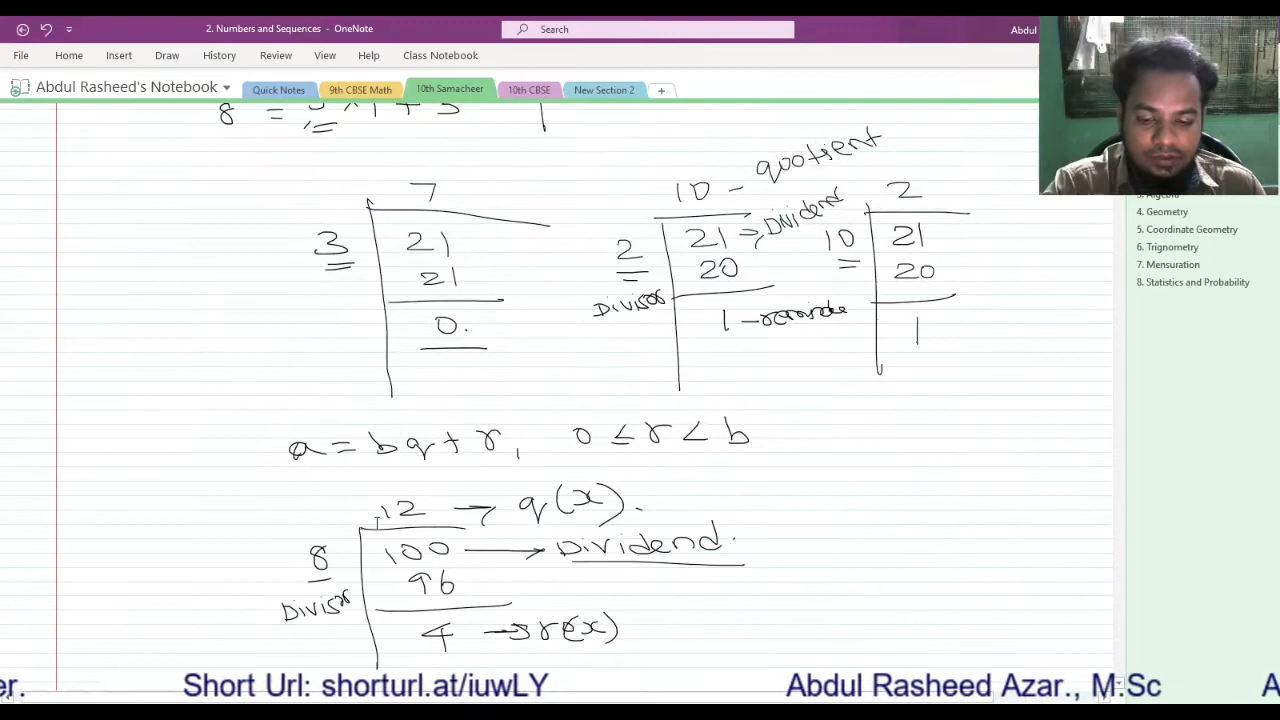 2. Numbers and Sequences - OneNote
Search
Abdul
File Home Insert Draw History Review View Help Class Notebook
Abdul Rasheed's Notebook
Quick Notes 9th CBSE Math 10th Samacheer 10th CBSE New Section 2 +
4. Geometry
5. Coordinate Geometry
6. Trignometry
7. Mensuration
8. Statistics and Probability
7
3 21
21
0.
10 - quotient
2 21 → Dividend
Divisor 20
1 - remainde
2
10 21
20
1
a = bq + r, 0 ≤ r < b
12 → q(x).
8 100 → Dividend.
Divisr 96
4 → r(x)
er.
Short Url: shorturl.at/iuwLY
Abdul Rasheed Azar., M.Sc
A